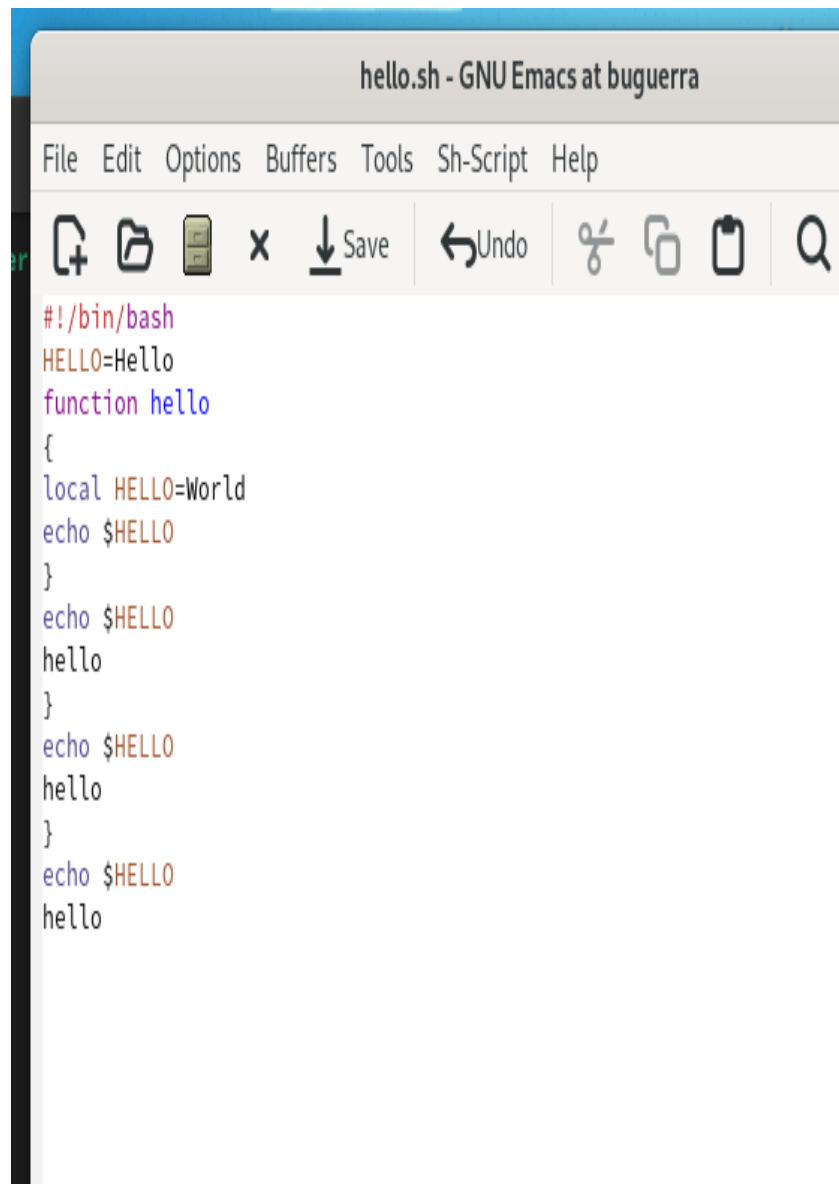 hello.sh - GNU Emacs at buguerra
File Edit Options Buffers Tools Sh-Script Help
Save Undo
er
#!/bin/bash
HELLO=Hello
function hello
{
local HELLO=World
echo $HELLO
}
echo $HELLO
hello
}
echo $HELLO
hello
}
echo $HELLO
hello